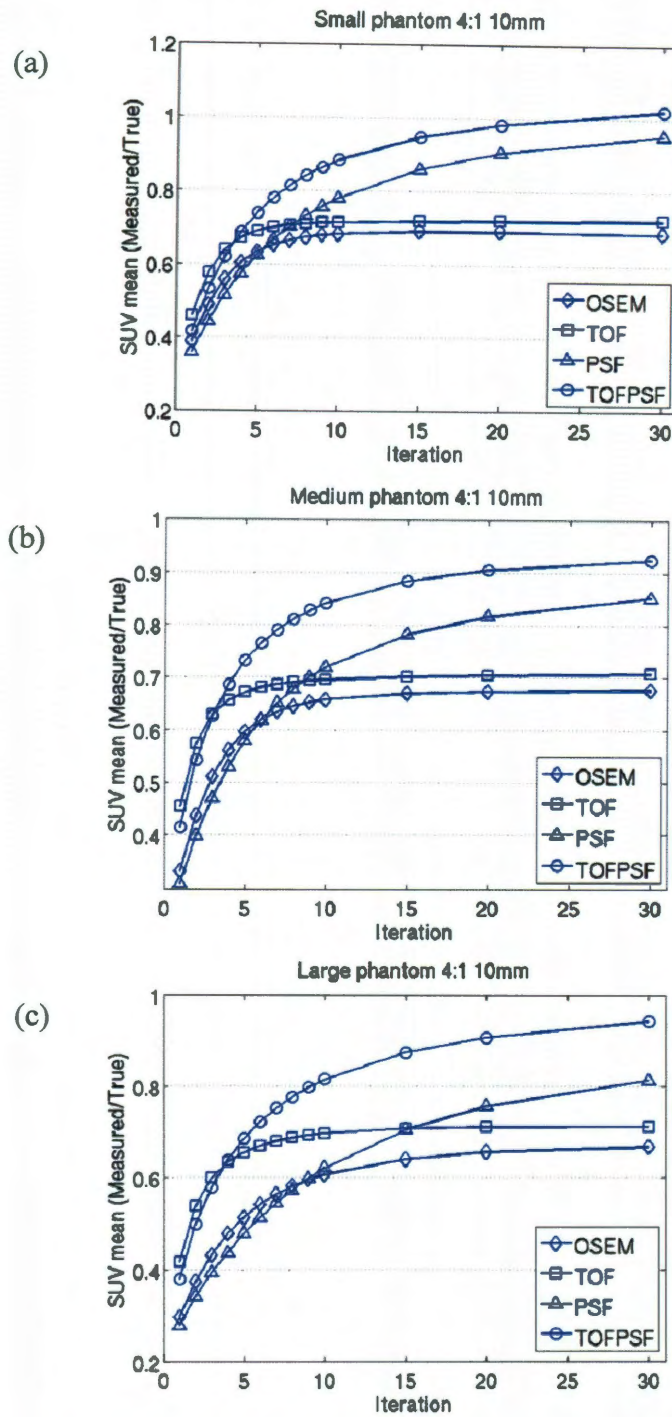 (a)
Small phantom 4:1 10mm
SUV mean (Measured/True)
1.2
1
0.8
0.6
0.4
0.2
0 5 10 15 20 25 30
Iteration
OSEM
TOF
PSF
TOFPSF
(b)
Medium phantom 4:1 10mm
SUV mean (Measured/True)
1
0.9
0.8
0.7
0.6
0.5
0.4
0 5 10 15 20 25 30
Iteration
OSEM
TOF
PSF
TOFPSF
(c)
Large phantom 4:1 10mm
SUV mean (Measured/True)
1
0.8
0.6
0.4
0.2
0 5 10 15 20 25 30
Iteration
OSEM
TOF
PSF
TOFPSF